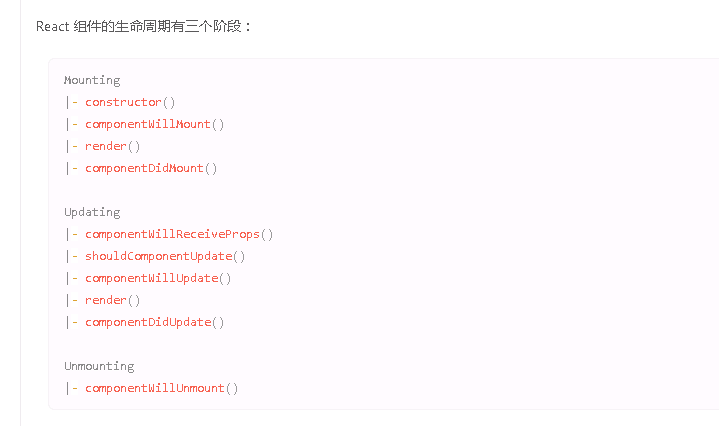 React 组件的生命周期有三个阶段：
Mounting
|- constructor()
|- componentWillMount()
|- render()
|- componentDidMount()
Updating
|- componentWillReceiveProps()
|- shouldComponentUpdate()
|- componentWillUpdate()
|- render()
|- componentDidUpdate()
Unmounting
|- componentWillUnmount()